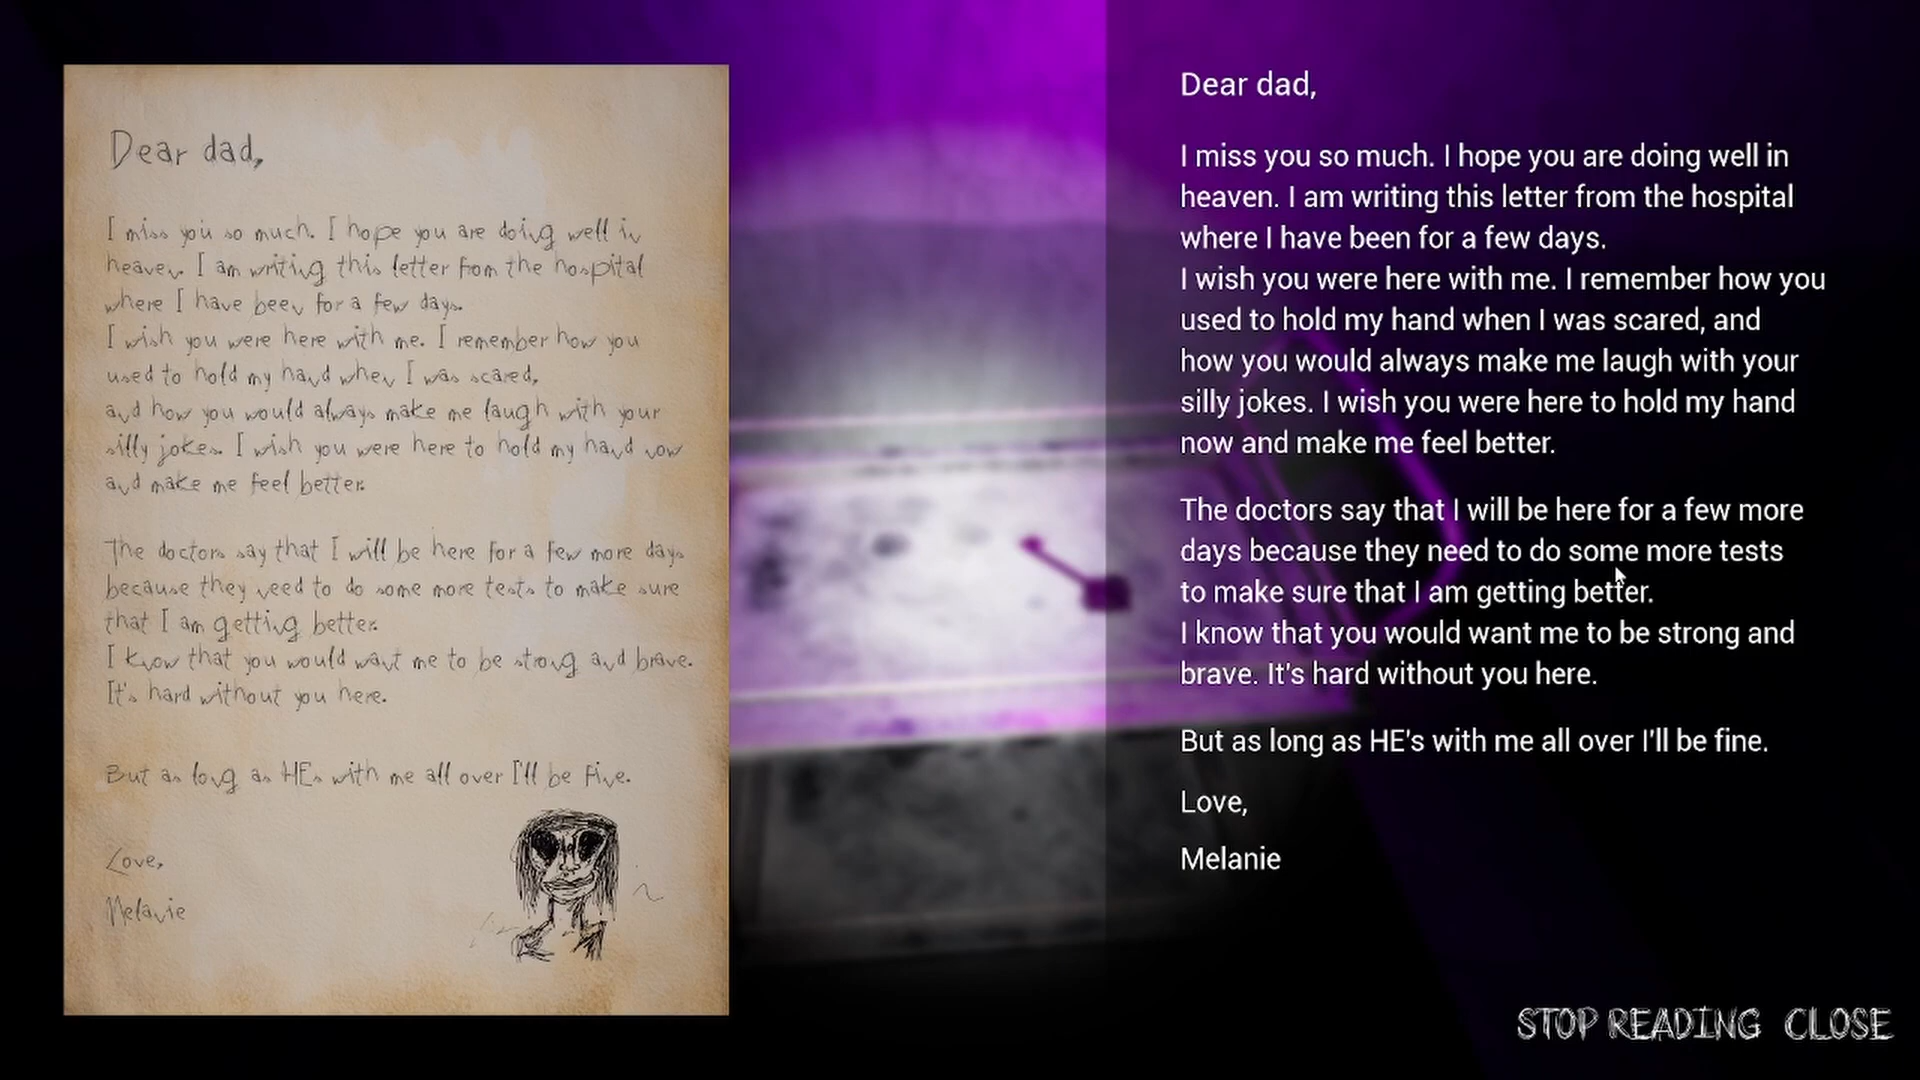 Dear dad,
I miss you so much. I hope you are doing well in
heaven. I am writing this letter from the hospital
where I have been for a few days.
I wish you were here with me. I remember how you
used to hold my hand when I was scared,
and how you would always make me laugh with your
silly jokes. I wish you were here to hold my hand now
and make me feel better.
The doctors say that I will be here for a few more days
because they need to do some more tests to make sure
that I am getting better.
I know that you would want me to be strong and brave.
It's hard without you here.
But as long as HEs with me all over I'll be fine.
Love,
Melanie
Dear dad,
I miss you so much. I hope you are doing well in
heaven. I am writing this letter from the hospital
where I have been for a few days.
I wish you were here with me. I remember how you
used to hold my hand when I was scared, and
how you would always make me laugh with your
silly jokes. I wish you were here to hold my hand
now and make me feel better.
The doctors say that I will be here for a few more
days because they need to do some more tests
to make sure that I am getting better.
I know that you would want me to be strong and
brave. It's hard without you here.
But as long as HE's with me all over I'll be fine.
Love,
Melanie
STOP READING CLOSE